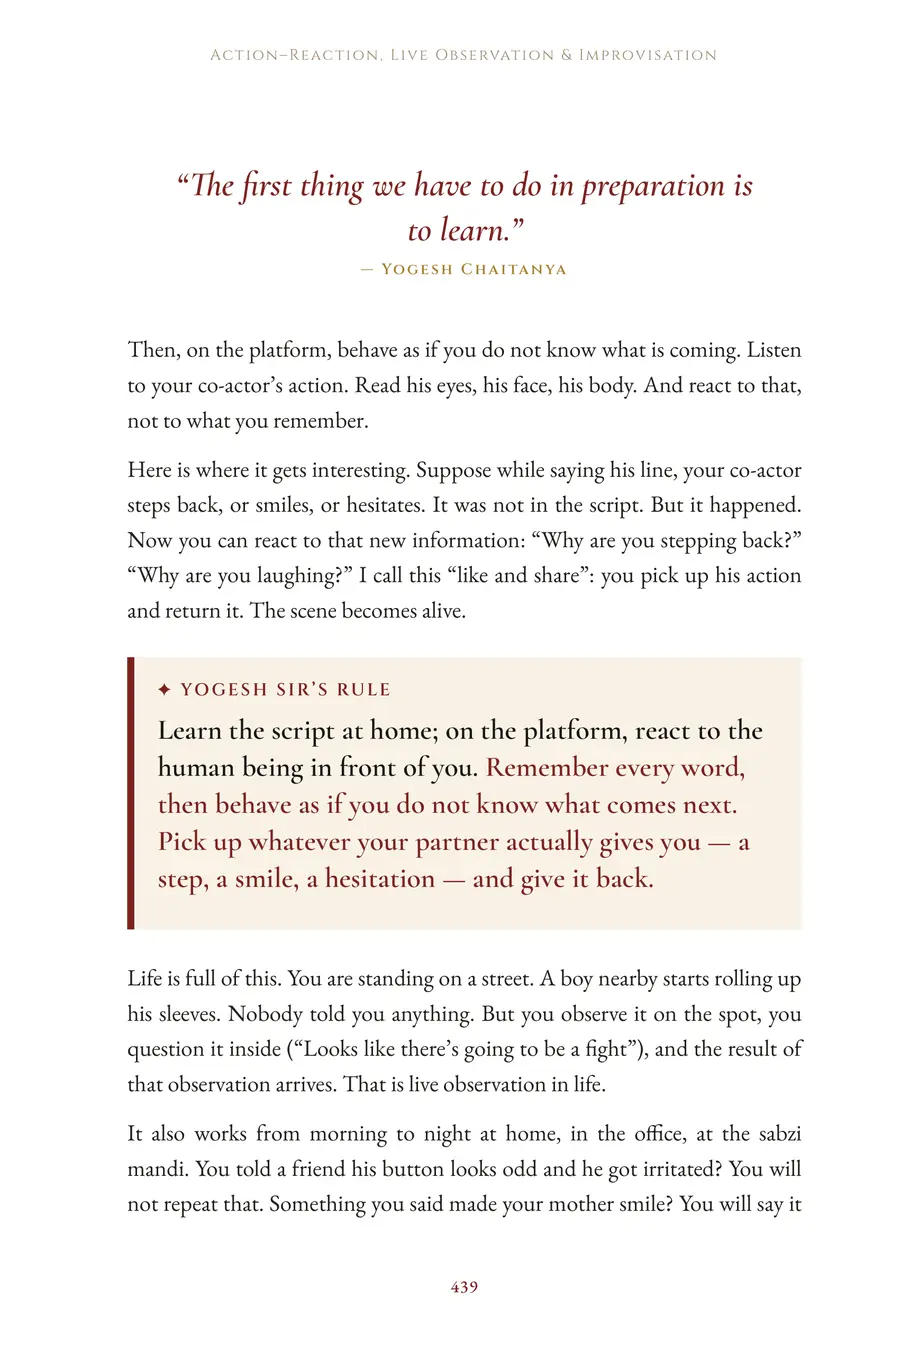 Action–Reaction, Live Observation & Improvisation
“The first thing we have to do in preparation is
to learn.”
— Yogesh Chaitanya
Then, on the platform, behave as if you do not know what is coming. Listen
to your co-actor’s action. Read his eyes, his face, his body. And react to that,
not to what you remember.
Here is where it gets interesting. Suppose while saying his line, your co-actor
steps back, or smiles, or hesitates. It was not in the script. But it happened.
Now you can react to that new information: “Why are you stepping back?”
“Why are you laughing?” I call this “like and share”: you pick up his action
and return it. The scene becomes alive.
✦ YOGESH SIR’S RULE
Learn the script at home; on the platform, react to the
human being in front of you. Remember every word,
then behave as if you do not know what comes next.
Pick up whatever your partner actually gives you — a
step, a smile, a hesitation — and give it back.
Life is full of this. You are standing on a street. A boy nearby starts rolling up
his sleeves. Nobody told you anything. But you observe it on the spot, you
question it inside (“Looks like there’s going to be a fight”), and the result of
that observation arrives. That is live observation in life.
It also works from morning to night at home, in the office, at the sabzi
mandi. You told a friend his button looks odd and he got irritated? You will
not repeat that. Something you said made your mother smile? You will say it
439